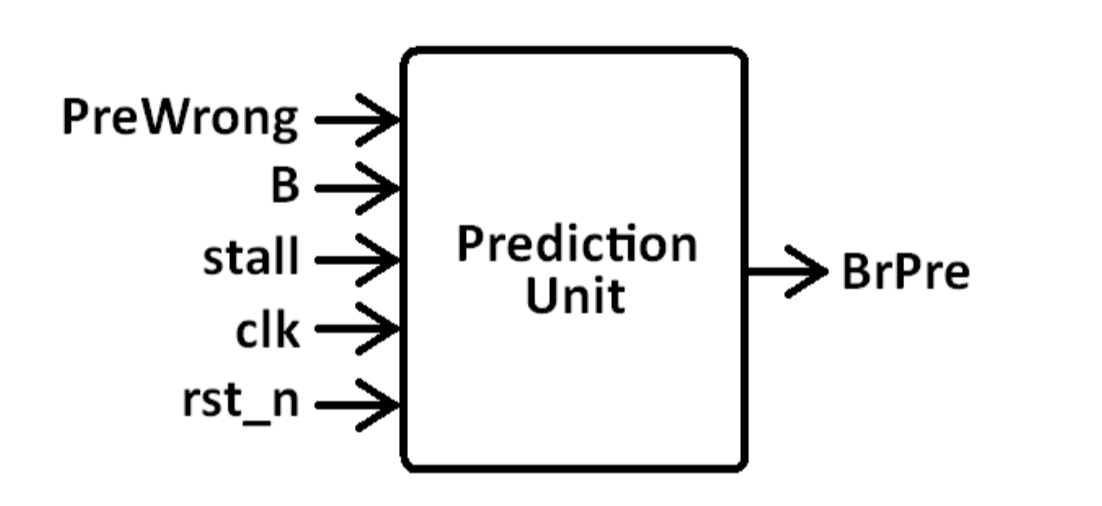 PreWrong
B
stall
clk
rst_n
Prediction
Unit
BrPre